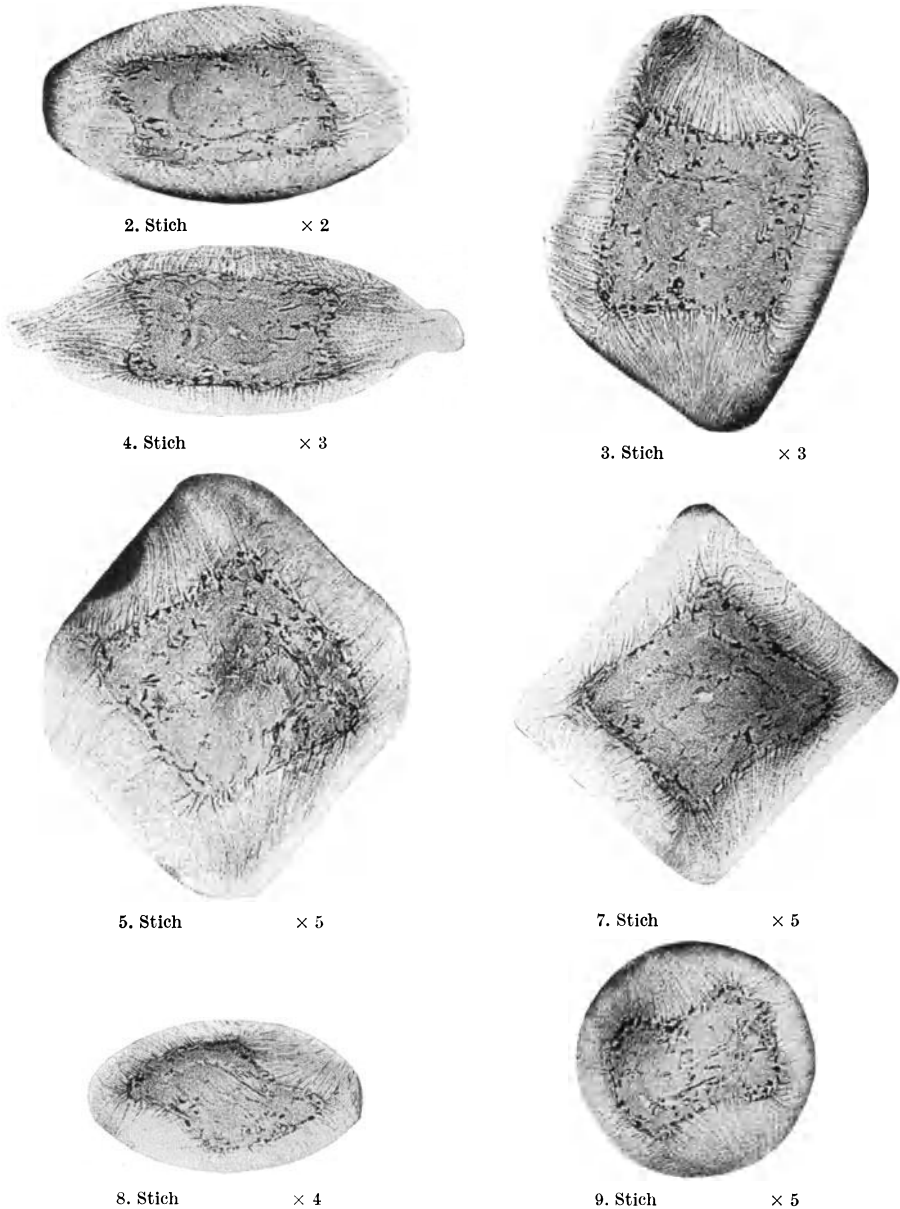 2. Stich × 2
4. Stich × 3
3. Stich × 3
5. Stich × 5
7. Stich × 5
8. Stich × 4
9. Stich × 5